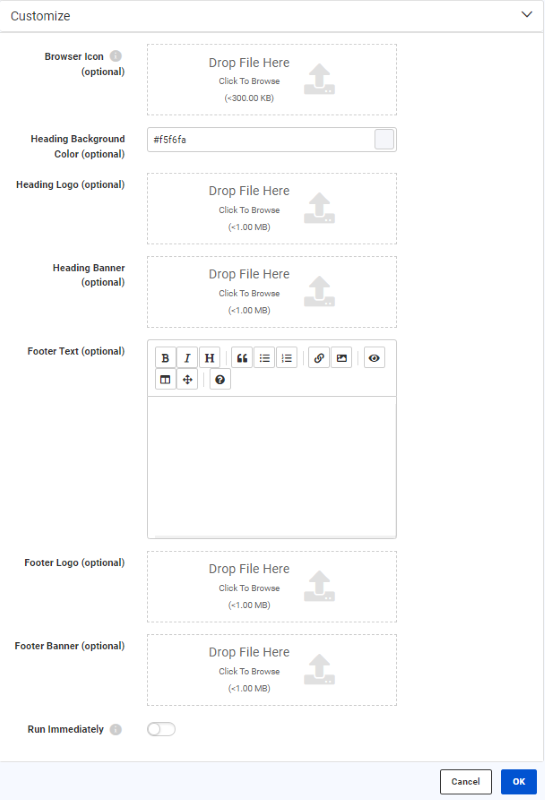 Customize
Browser Icon
(optional)
Drop File Here
Click To Browse
(<300.00 KB)
Heading Background
Color (optional)
#f5f6fa
Heading Logo (optional)
Drop File Here
Click To Browse
(<1.00 MB)
Heading Banner
(optional)
Drop File Here
Click To Browse
(<1.00 MB)
Footer Text (optional)
B I H
Footer Logo (optional)
Drop File Here
Click To Browse
(<1.00 MB)
Footer Banner (optional)
Drop File Here
Click To Browse
(<1.00 MB)
Run Immediately
Cancel OK